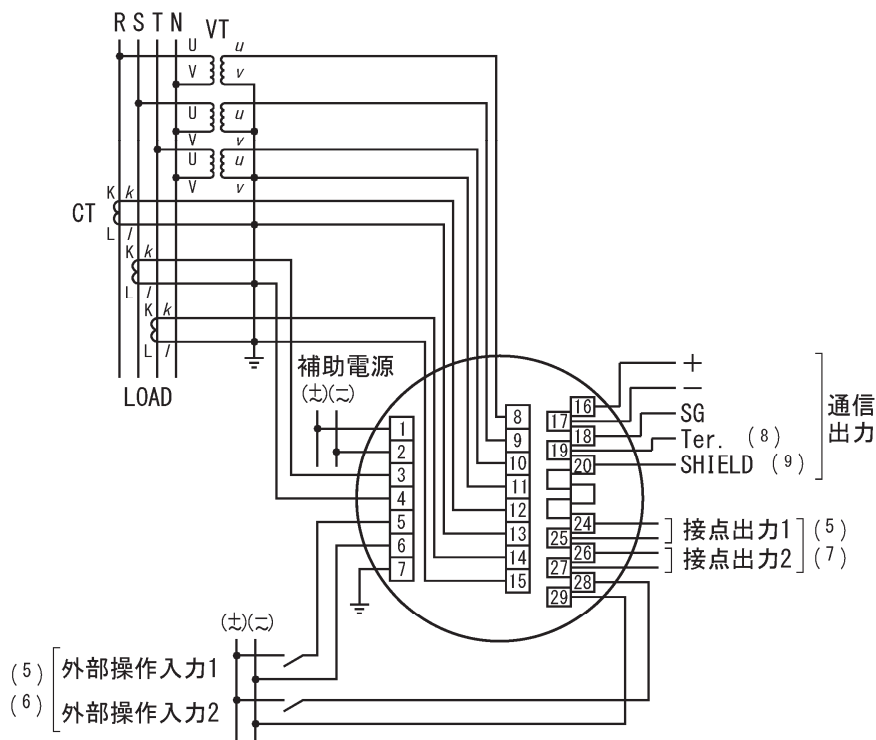 R S T N
VT
U u
V v
U u
V v
U u
V v
CT
K k
L l
K k
L l
K k
L l
LOAD
補助電源
(±)(−)
1
2
3
4
5
6
7
8
9
10
11
12
13
14
15
16
17
18
19
20
24
25
26
27
28
29
+
−
SG
Ter. (8)
SHIELD (9)
通信
出力
接点出力1 (5)
接点出力2 (7)
(±)(−)
(5) 外部操作入力1
(6) 外部操作入力2